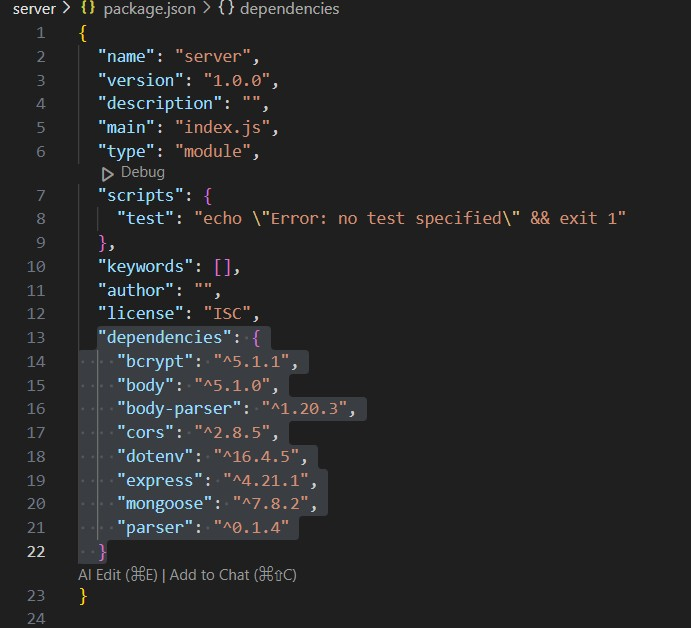 server > {} package.json > {} dependencies
1 {
2 "name": "server",
3 "version": "1.0.0",
4 "description": "",
5 "main": "index.js",
6 "type": "module",
Debug
7 "scripts": {
8 "test": "echo \"Error: no test specified\" && exit 1"
9 },
10 "keywords": [],
11 "author": "",
12 "license": "ISC",
13 "dependencies": {
14 "bcrypt": "^5.1.1",
15 "body": "^5.1.0",
16 "body-parser": "^1.20.3",
17 "cors": "^2.8.5",
18 "dotenv": "^16.4.5",
19 "express": "^4.21.1",
20 "mongoose": "^7.8.2",
21 "parser": "^0.1.4"
22 }
AI Edit (⌘E) | Add to Chat (⌘⇧C)
23 }
24